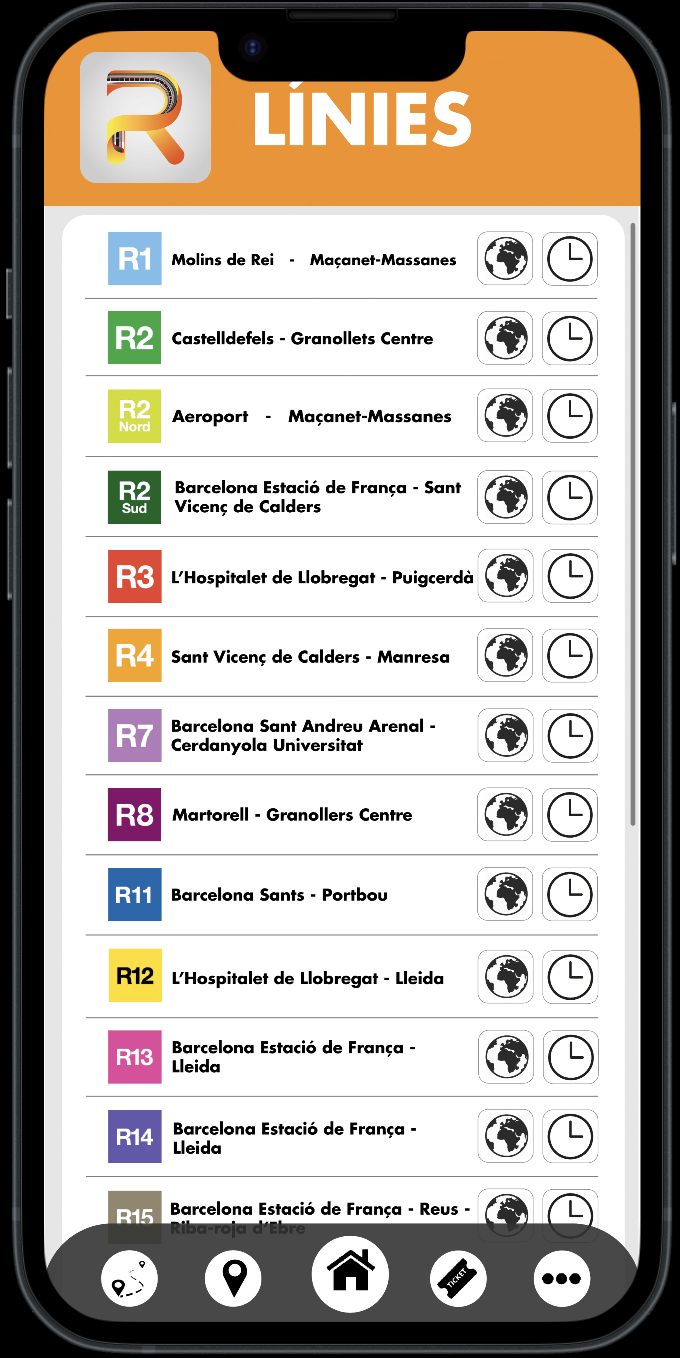 LÍNIES
R1 Molins de Rei - Maçanet-Massanes
R2 Castelldefels - Granollets Centre
R2 Nord Aeroport - Maçanet-Massanes
R2 Sud Barcelona Estació de França - Sant
Vicenç de Calders
R3 L’Hospitalet de Llobregat - Puigcerdà
R4 Sant Vicenç de Calders - Manresa
R7 Barcelona Sant Andreu Arenal -
Cerdanyola Universitat
R8 Martorell - Granollers Centre
R11 Barcelona Sants - Portbou
R12 L’Hospitalet de Llobregat - Lleida
R13 Barcelona Estació de França -
Lleida
R14 Barcelona Estació de França -
Lleida
R15 Barcelona Estació de França - Reus -
Riba-roja d’Ebre
TICKET